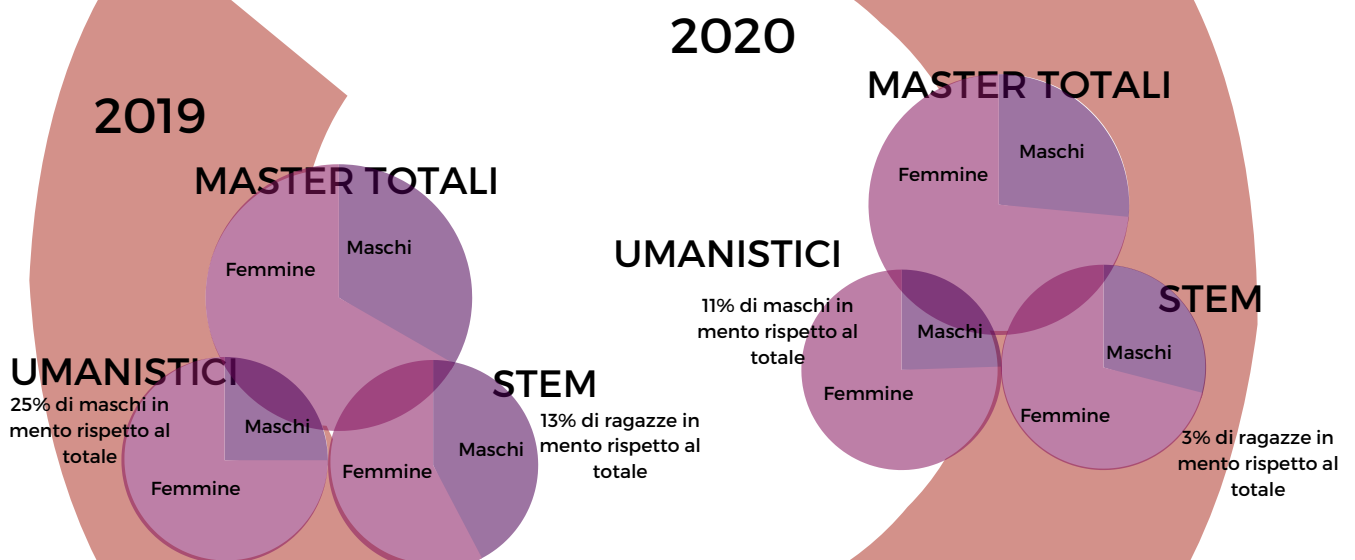 2019
MASTER TOTALI
Maschi
Femmine
UMANISTICI
25% di maschi in
mento rispetto al
totale
Maschi
Femmine
STEM
13% di ragazze in
mento rispetto al
totale
Maschi
Femmine
2020
MASTER TOTALI
Maschi
Femmine
UMANISTICI
11% di maschi in
mento rispetto al
totale
Maschi
Femmine
STEM
Maschi
Femmine
3% di ragazze in
mento rispetto al
totale